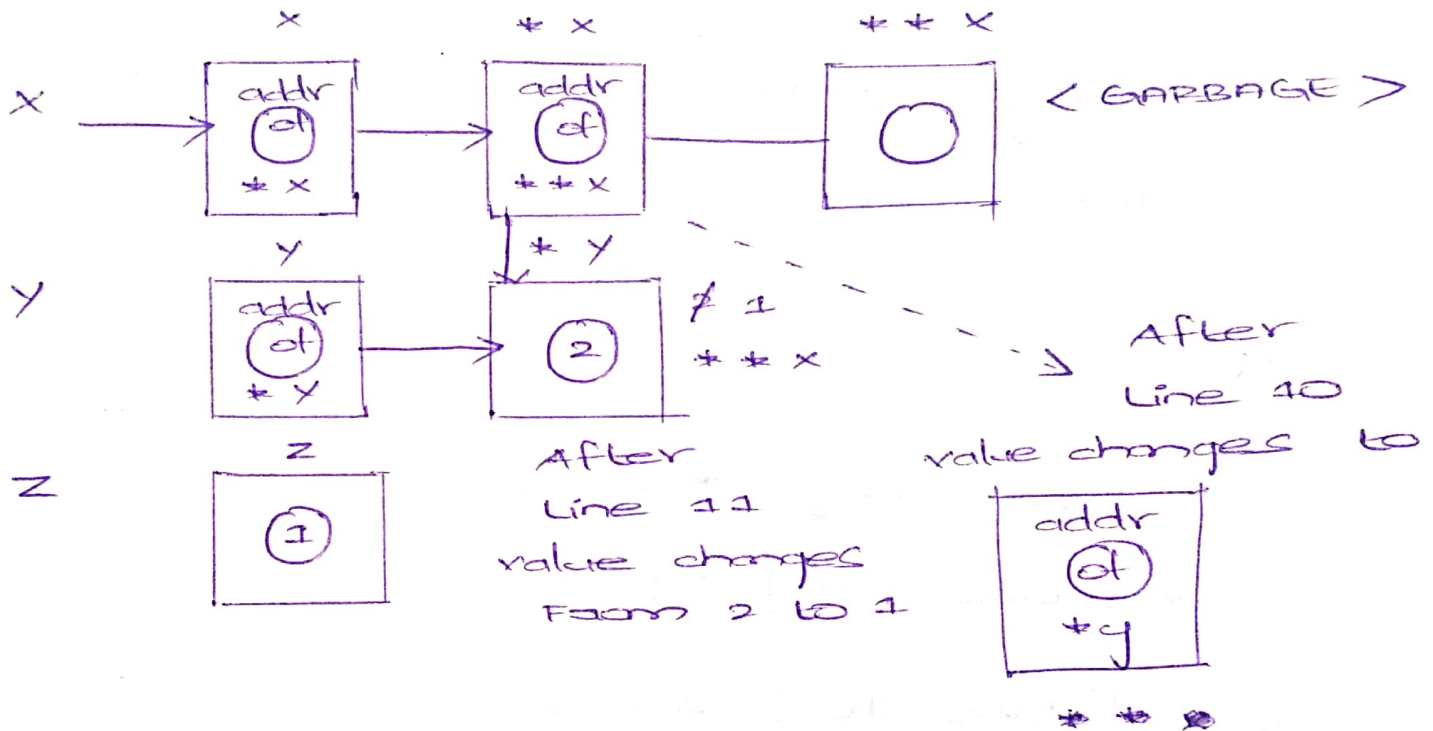 x * x * * x
X addr addr < GARBAGE >
of of
* x * * x
y * y
Y addr 2 1
of 2 * * x
* y
After
Line 10
z After value changes to
Z Line 11
1 value changes addr
From 2 to 1 of
*y
* *